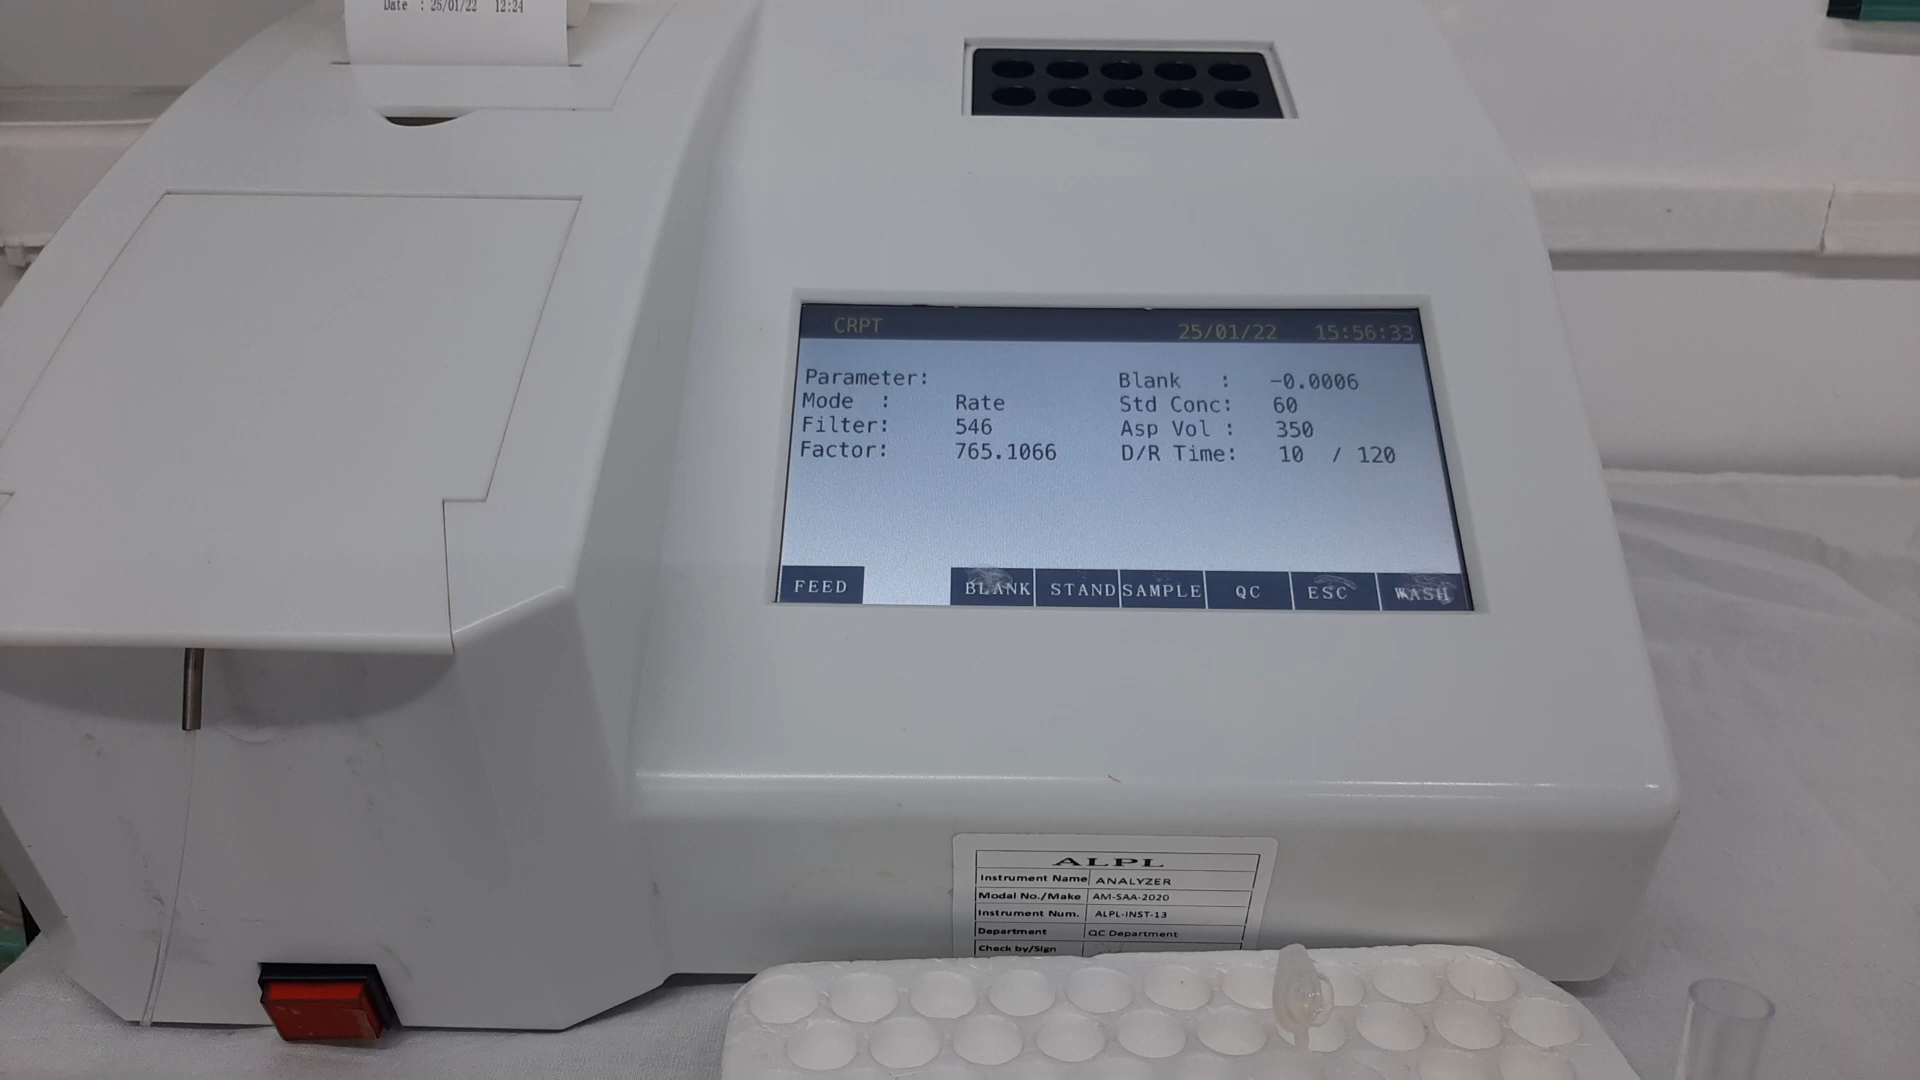 Date : 25/01/22 12:24
CRPT 25/01/22 15:56:33
Parameter: Blank : -0.0006
Mode : Rate Std Conc: 60
Filter: 546 Asp Vol : 350
Factor: 765.1066 D/R Time: 10 / 120
FEED BLANK STAND SAMPLE QC ESC WASH
ALPL
Instrument Name ANALYZER
Modal No./Make AM-SAA-2020
Instrument Num. ALPL-INST-13
Department QC Department
Check by/Sign